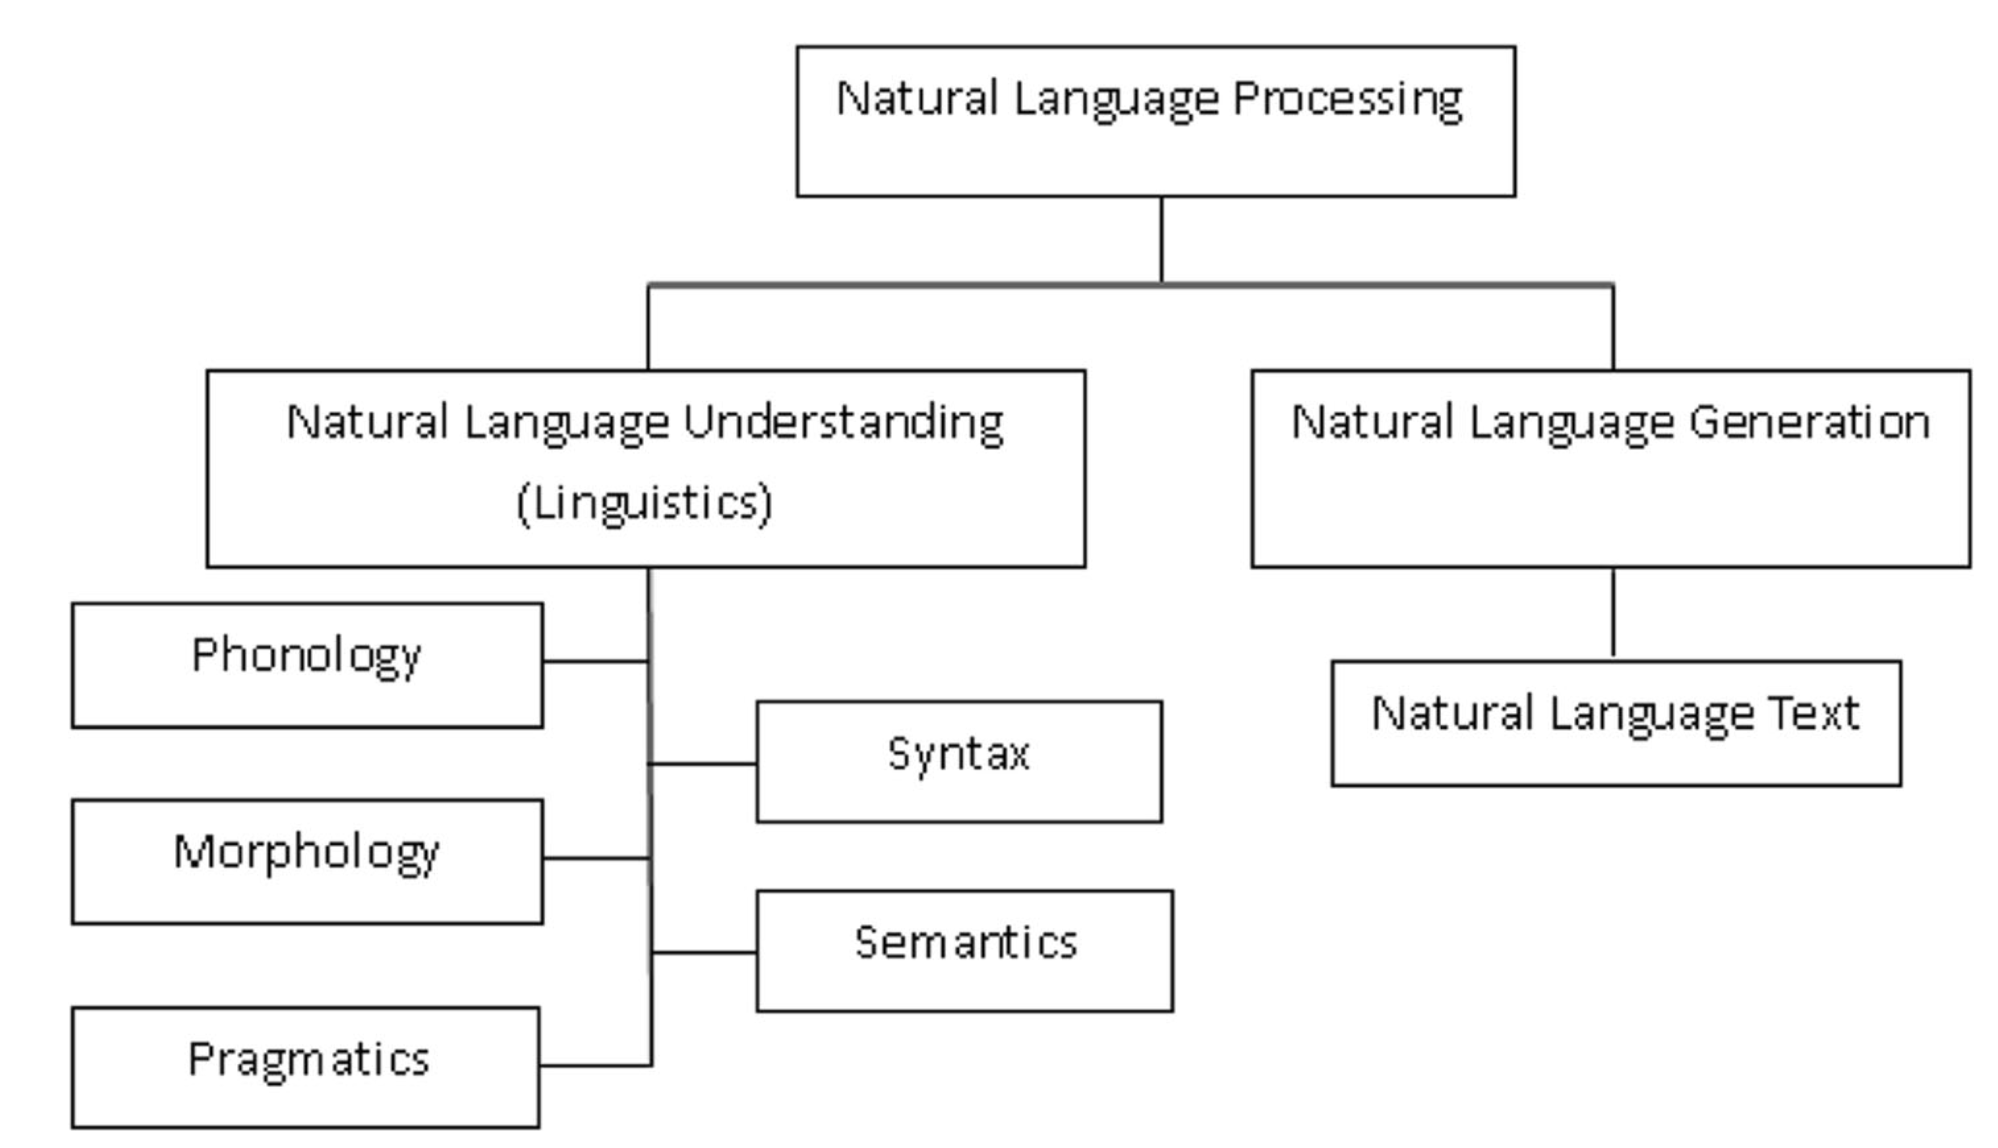 Natural Language Processing
Natural Language Understanding
(Linguistics)
Natural Language Generation
Phonology
Natural Language Text
Syntax
Morphology
Semantics
Pragmatics